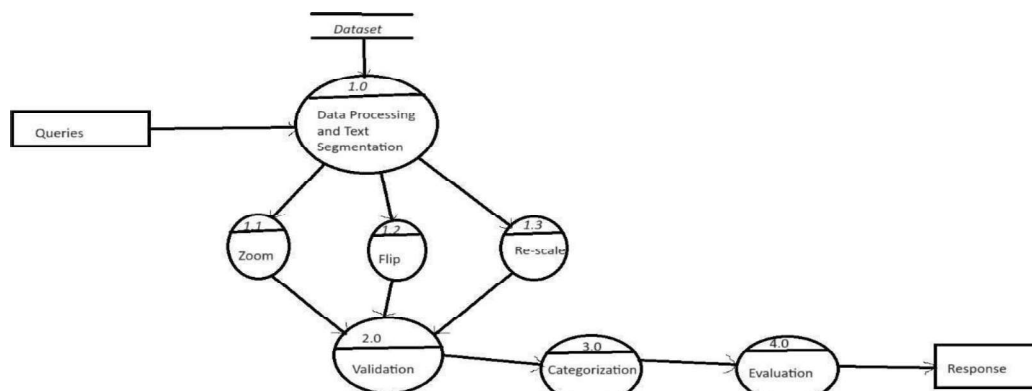 Dataset
1.0
Data Processing
and Text
Segmentation
Queries
1.1
Zoom
1.2
Flip
1.3
Re-scale
2.0
Validation
3.0
Categorization
4.0
Evaluation
Response